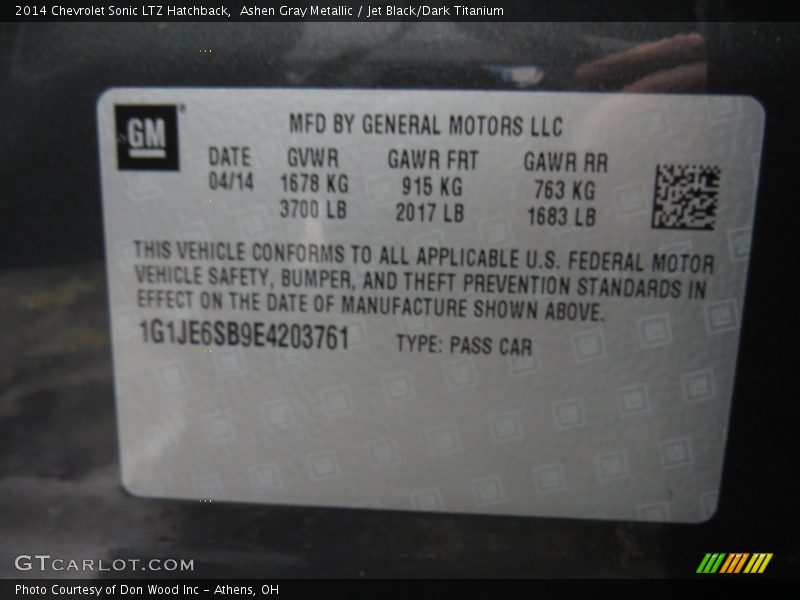 2014 Chevrolet Sonic LTZ Hatchback,  Ashen Gray Metallic / Jet Black/Dark Titanium
GM®
MFD BY GENERAL MOTORS LLC
DATE GVWR GAWR FRT GAWR RR
04/14 1678 KG 915 KG 763 KG
3700 LB 2017 LB 1683 LB
THIS VEHICLE CONFORMS TO ALL APPLICABLE U.S. FEDERAL MOTOR
VEHICLE SAFETY, BUMPER, AND THEFT PREVENTION STANDARDS IN
EFFECT ON THE DATE OF MANUFACTURE SHOWN ABOVE.
1G1JE6SB9E4203761 TYPE: PASS CAR
GTCARLOT.COM
Photo Courtesy of Don Wood Inc - Athens, OH